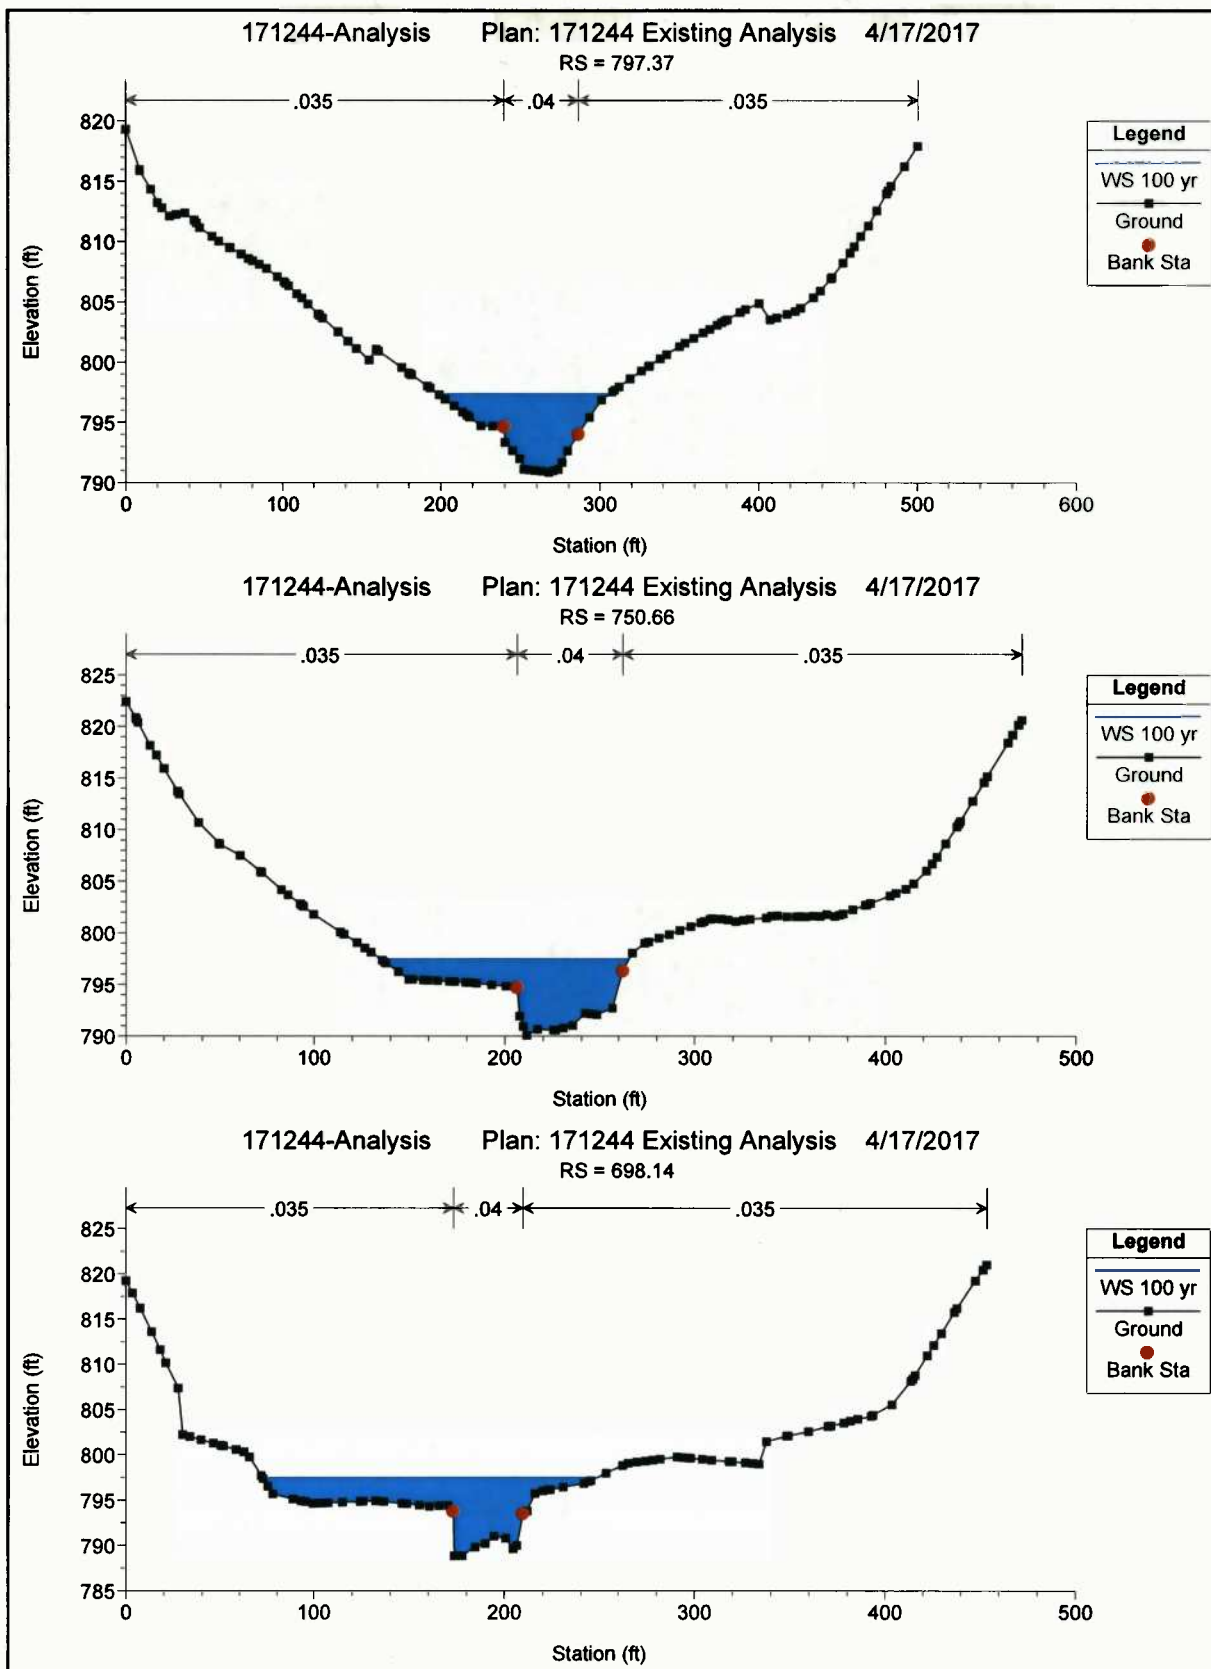 171244-Analysis Plan: 171244 Existing Analysis 4/17/2017
RS = 797.37
.035 .04 .035
820
815
810
805
800
795
790
Elevation (ft)
0 100 200 300 400 500 600
Station (ft)
Legend
WS 100 yr
Ground
Bank Sta
171244-Analysis Plan: 171244 Existing Analysis 4/17/2017
RS = 750.66
.035 .04 .035
825
820
815
810
805
800
795
790
Elevation (ft)
0 100 200 300 400 500
Station (ft)
Legend
WS 100 yr
Ground
Bank Sta
171244-Analysis Plan: 171244 Existing Analysis 4/17/2017
RS = 698.14
.035 .04 .035
825
820
815
810
805
800
795
790
785
Elevation (ft)
0 100 200 300 400 500
Station (ft)
Legend
WS 100 yr
Ground
Bank Sta